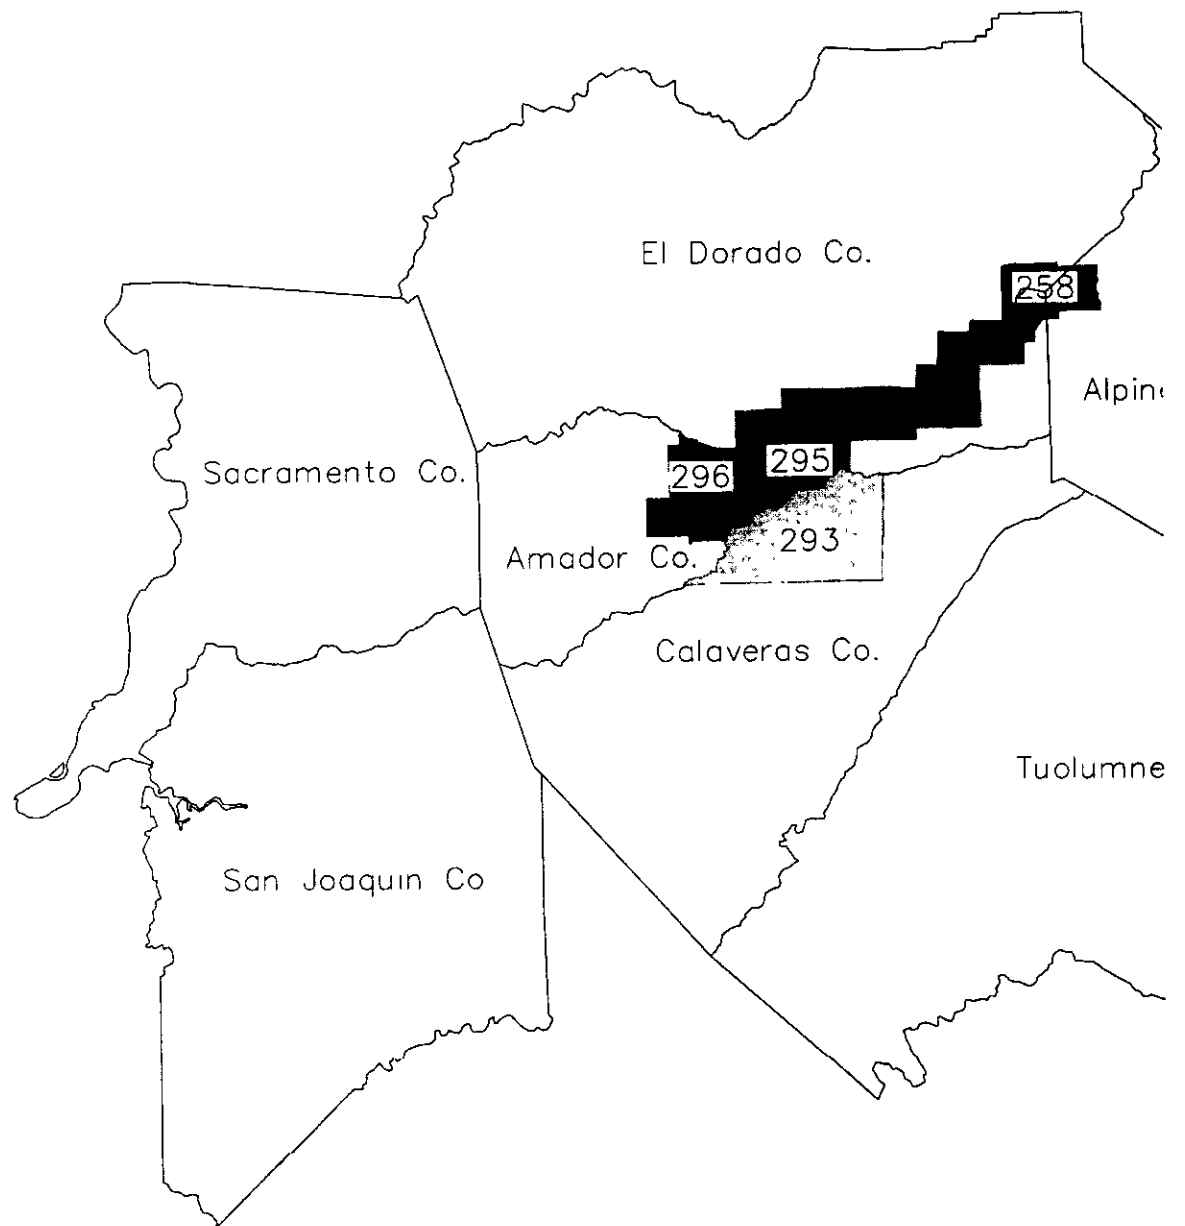 El Dorado Co.
258
Alpin
Sacramento Co.
296
295
293
Amador Co.
Calaveras Co.
Tuolumne
San Joaquin Co